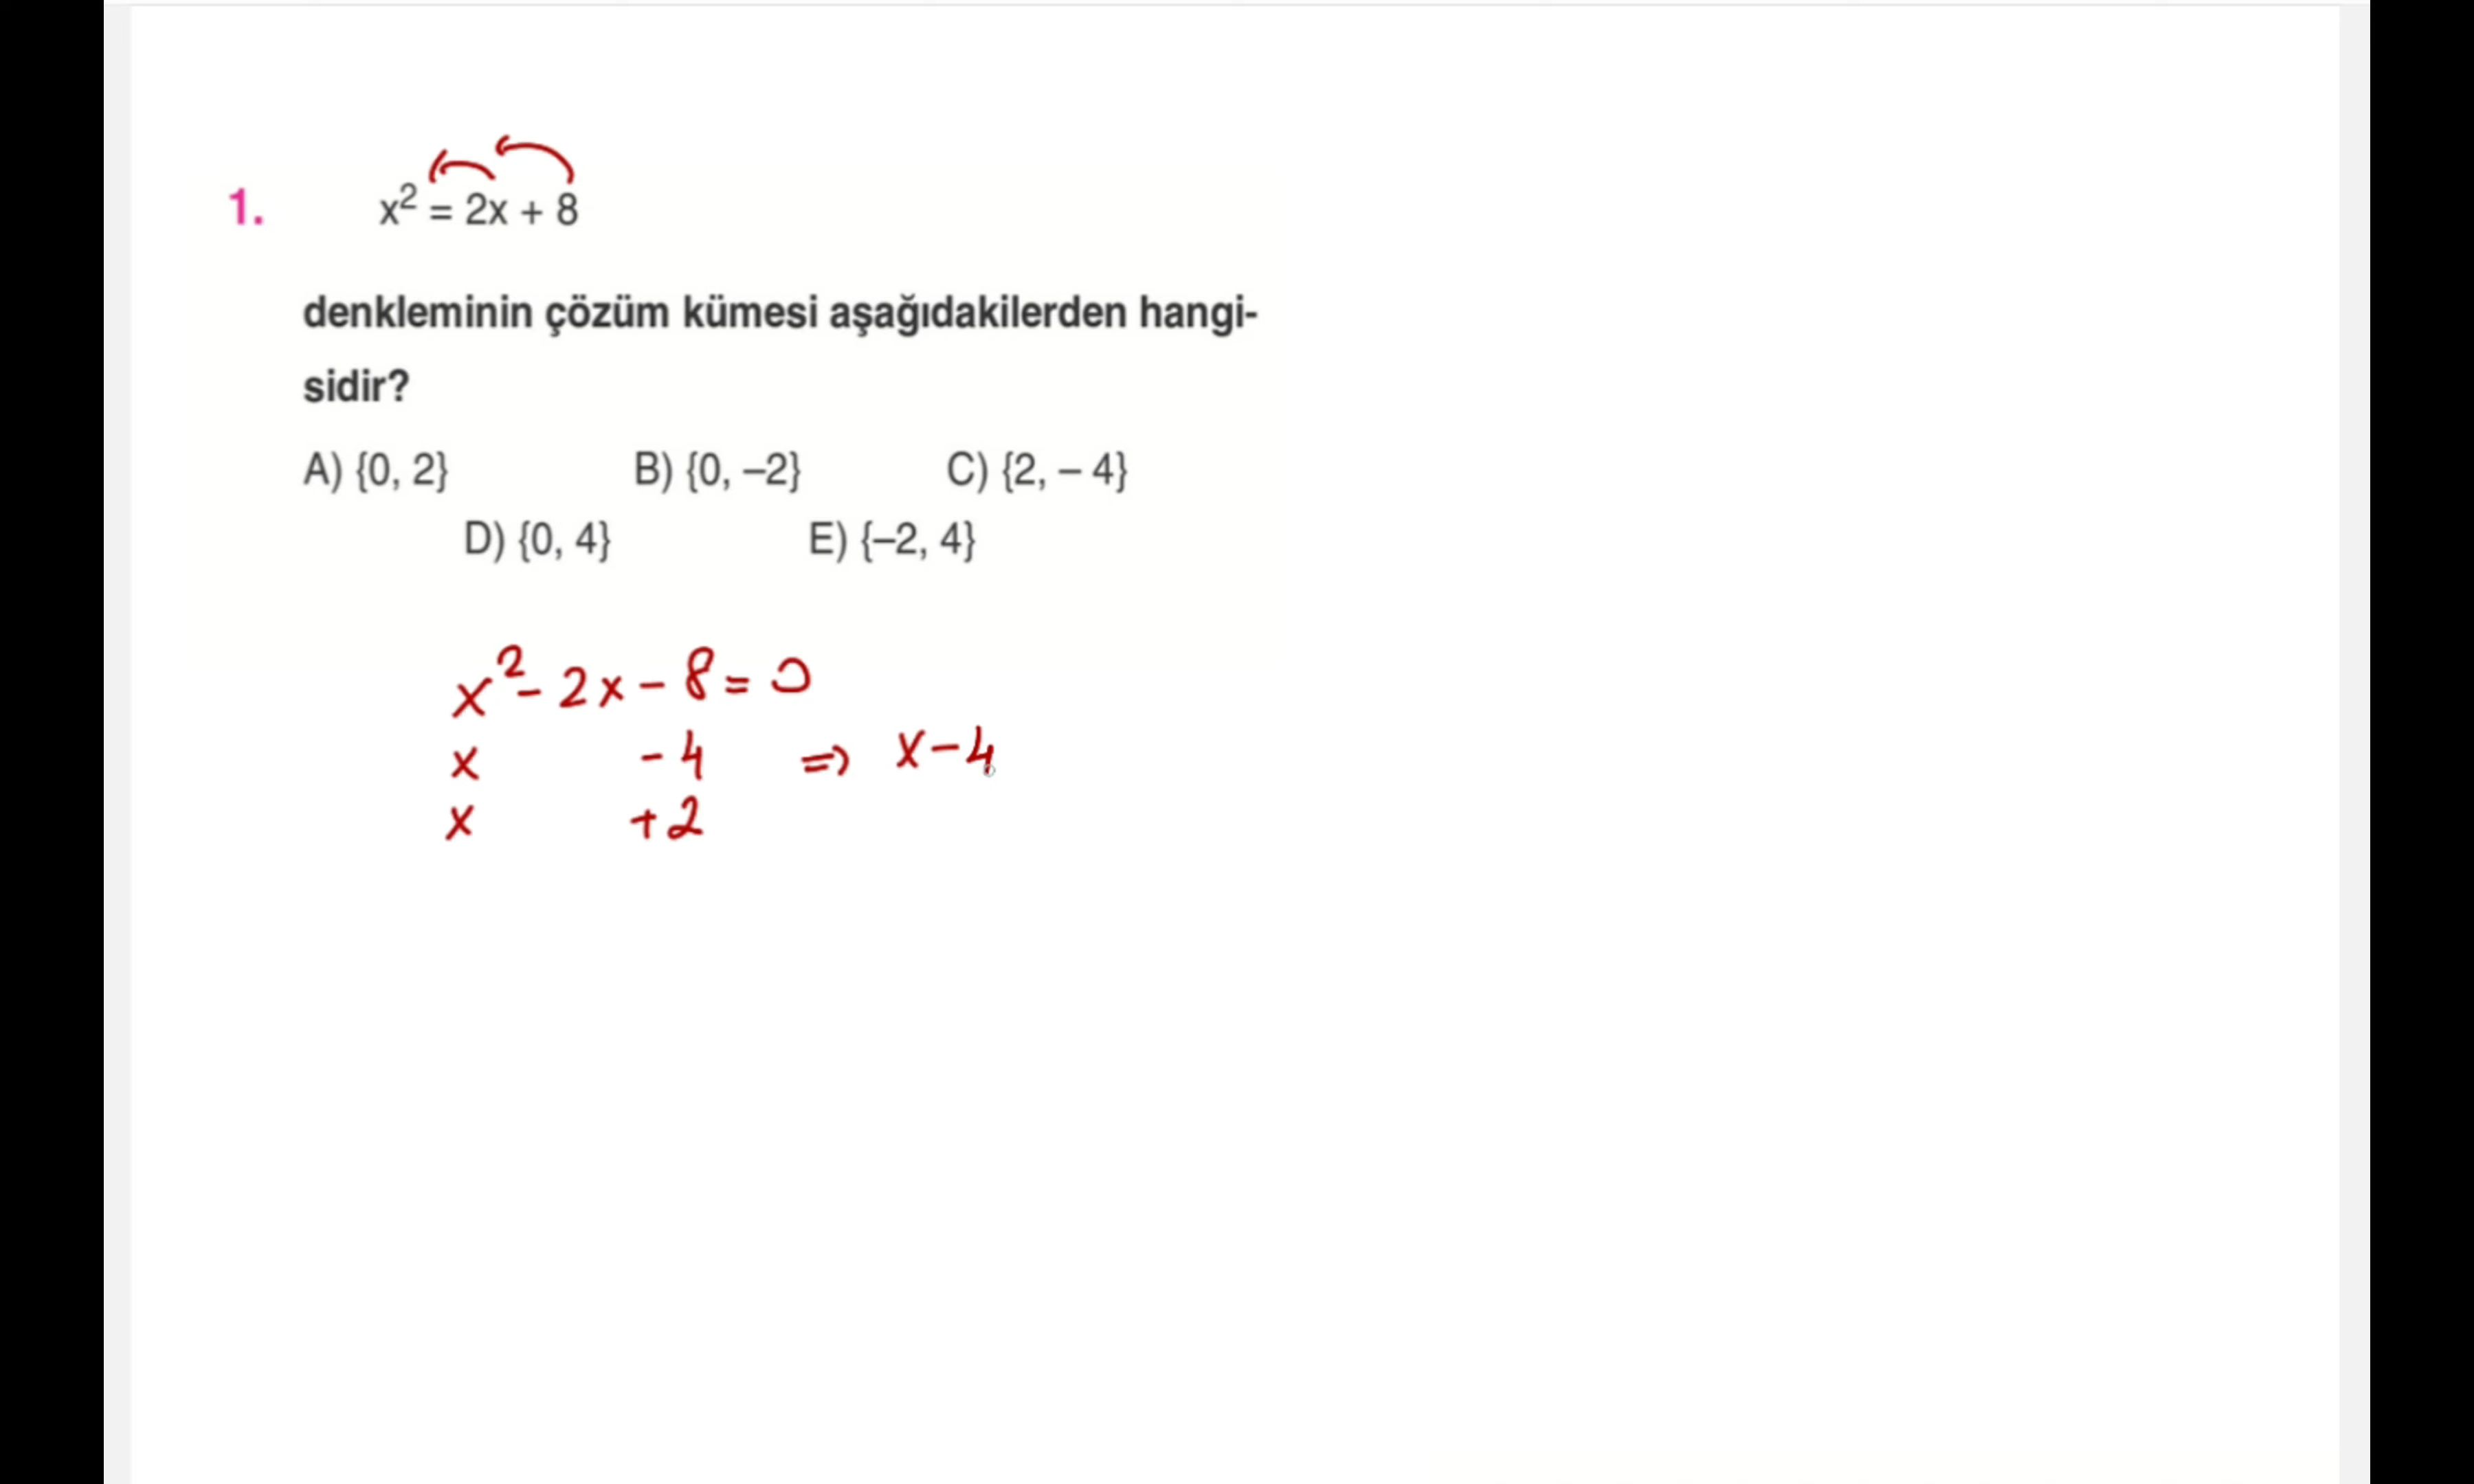 1. x² = 2x + 8
denkleminin çözüm kümesi aşağıdakilerden hangi-
sidir?
A) {0, 2} B) {0, –2} C) {2, – 4}
D) {0, 4} E) {–2, 4}
x² - 2x - 8 = 0
x - 4 ⇒ x - 4
x + 2